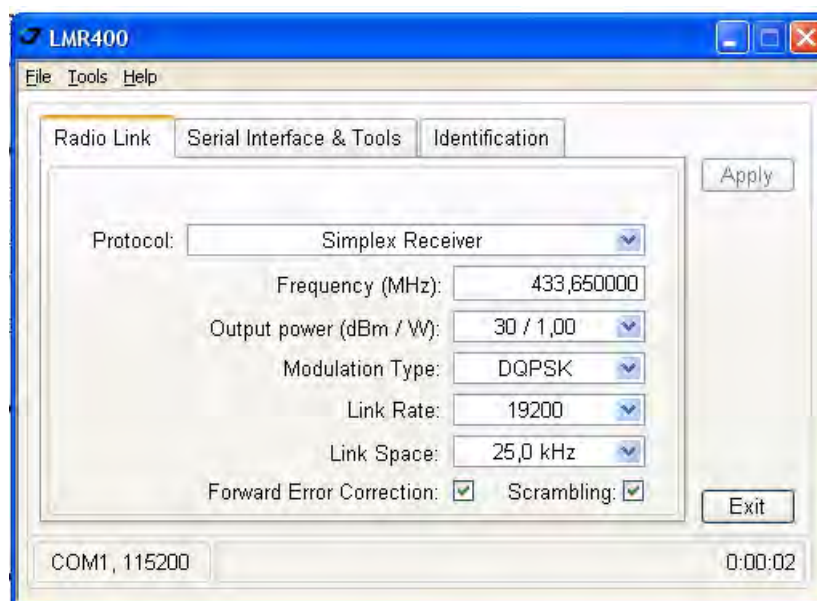 LMR400
File Tools Help
Radio Link Serial Interface & Tools Identification
Apply
Protocol: Simplex Receiver
Frequency (MHz): 433,650000
Output power (dBm / W): 30 / 1,00
Modulation Type: DQPSK
Link Rate: 19200
Link Space: 25,0 kHz
Forward Error Correction: Scrambling:
Exit
COM1, 115200 0:00:02